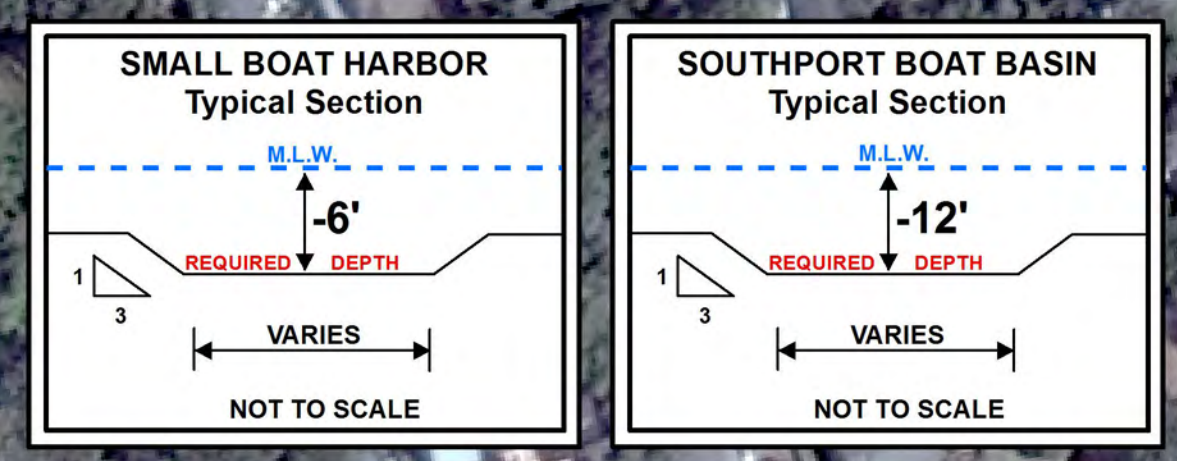 SMALL BOAT HARBOR
Typical Section
M.L.W.
-6'
REQUIRED DEPTH
1
3
VARIES
NOT TO SCALE
SOUTHPORT BOAT BASIN
Typical Section
M.L.W.
-12'
REQUIRED DEPTH
1
3
VARIES
NOT TO SCALE